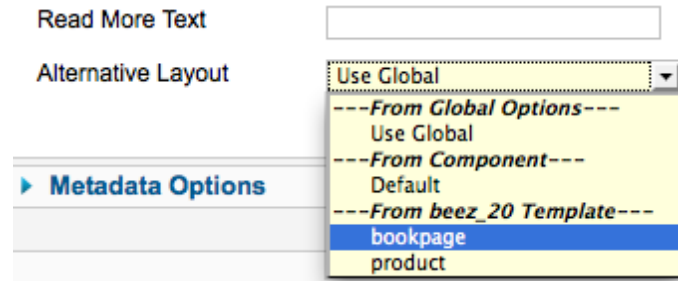 Read More Text
Alternative Layout
Use Global
---From Global Options---
Use Global
---From Component---
Default
---From beez_20 Template---
bookpage
product
Metadata Options